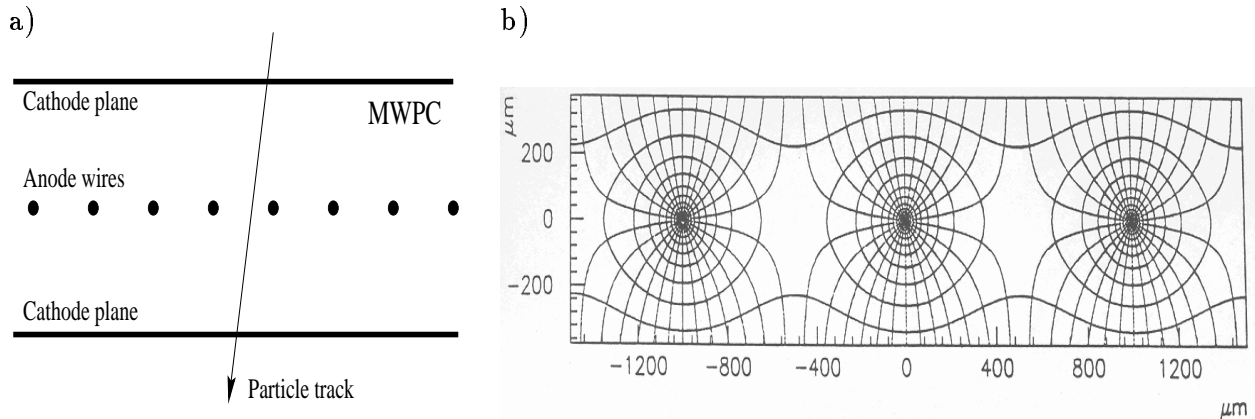 a)
Cathode plane
MWPC
Anode wires
Cathode plane
Particle track
b)
μm
200
0
-200
-1200 -800 -400 0 400 800 1200
μm